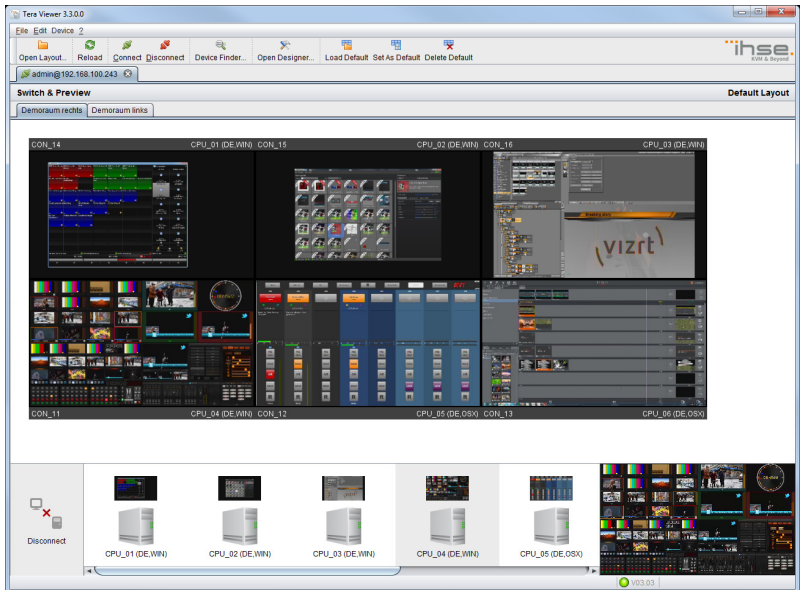 Tera Viewer 3.3.0.0
File Edit Device ?
Open Layout... Reload Connect Disconnect Device Finder... Open Designer... Load Default Set As Default Delete Default
ihse.
KVM & Beyond
admin@192.168.100.243
Switch & Preview Default Layout
Demoraum rechts Demoraum links
CON_14 CPU_01 (DE,WIN) CON_15 CPU_02 (DE,WIN) CON_16 CPU_03 (DE,WIN)
vizrt
CON_11 CPU_04 (DE,WIN) CON_12 CPU_05 (DE,OSX) CON_13 CPU_06 (DE,OSX)
Disconnect
CPU_01 (DE,WIN) CPU_02 (DE,WIN) CPU_03 (DE,WIN) CPU_04 (DE,WIN) CPU_05 (DE,OSX)
V03.03